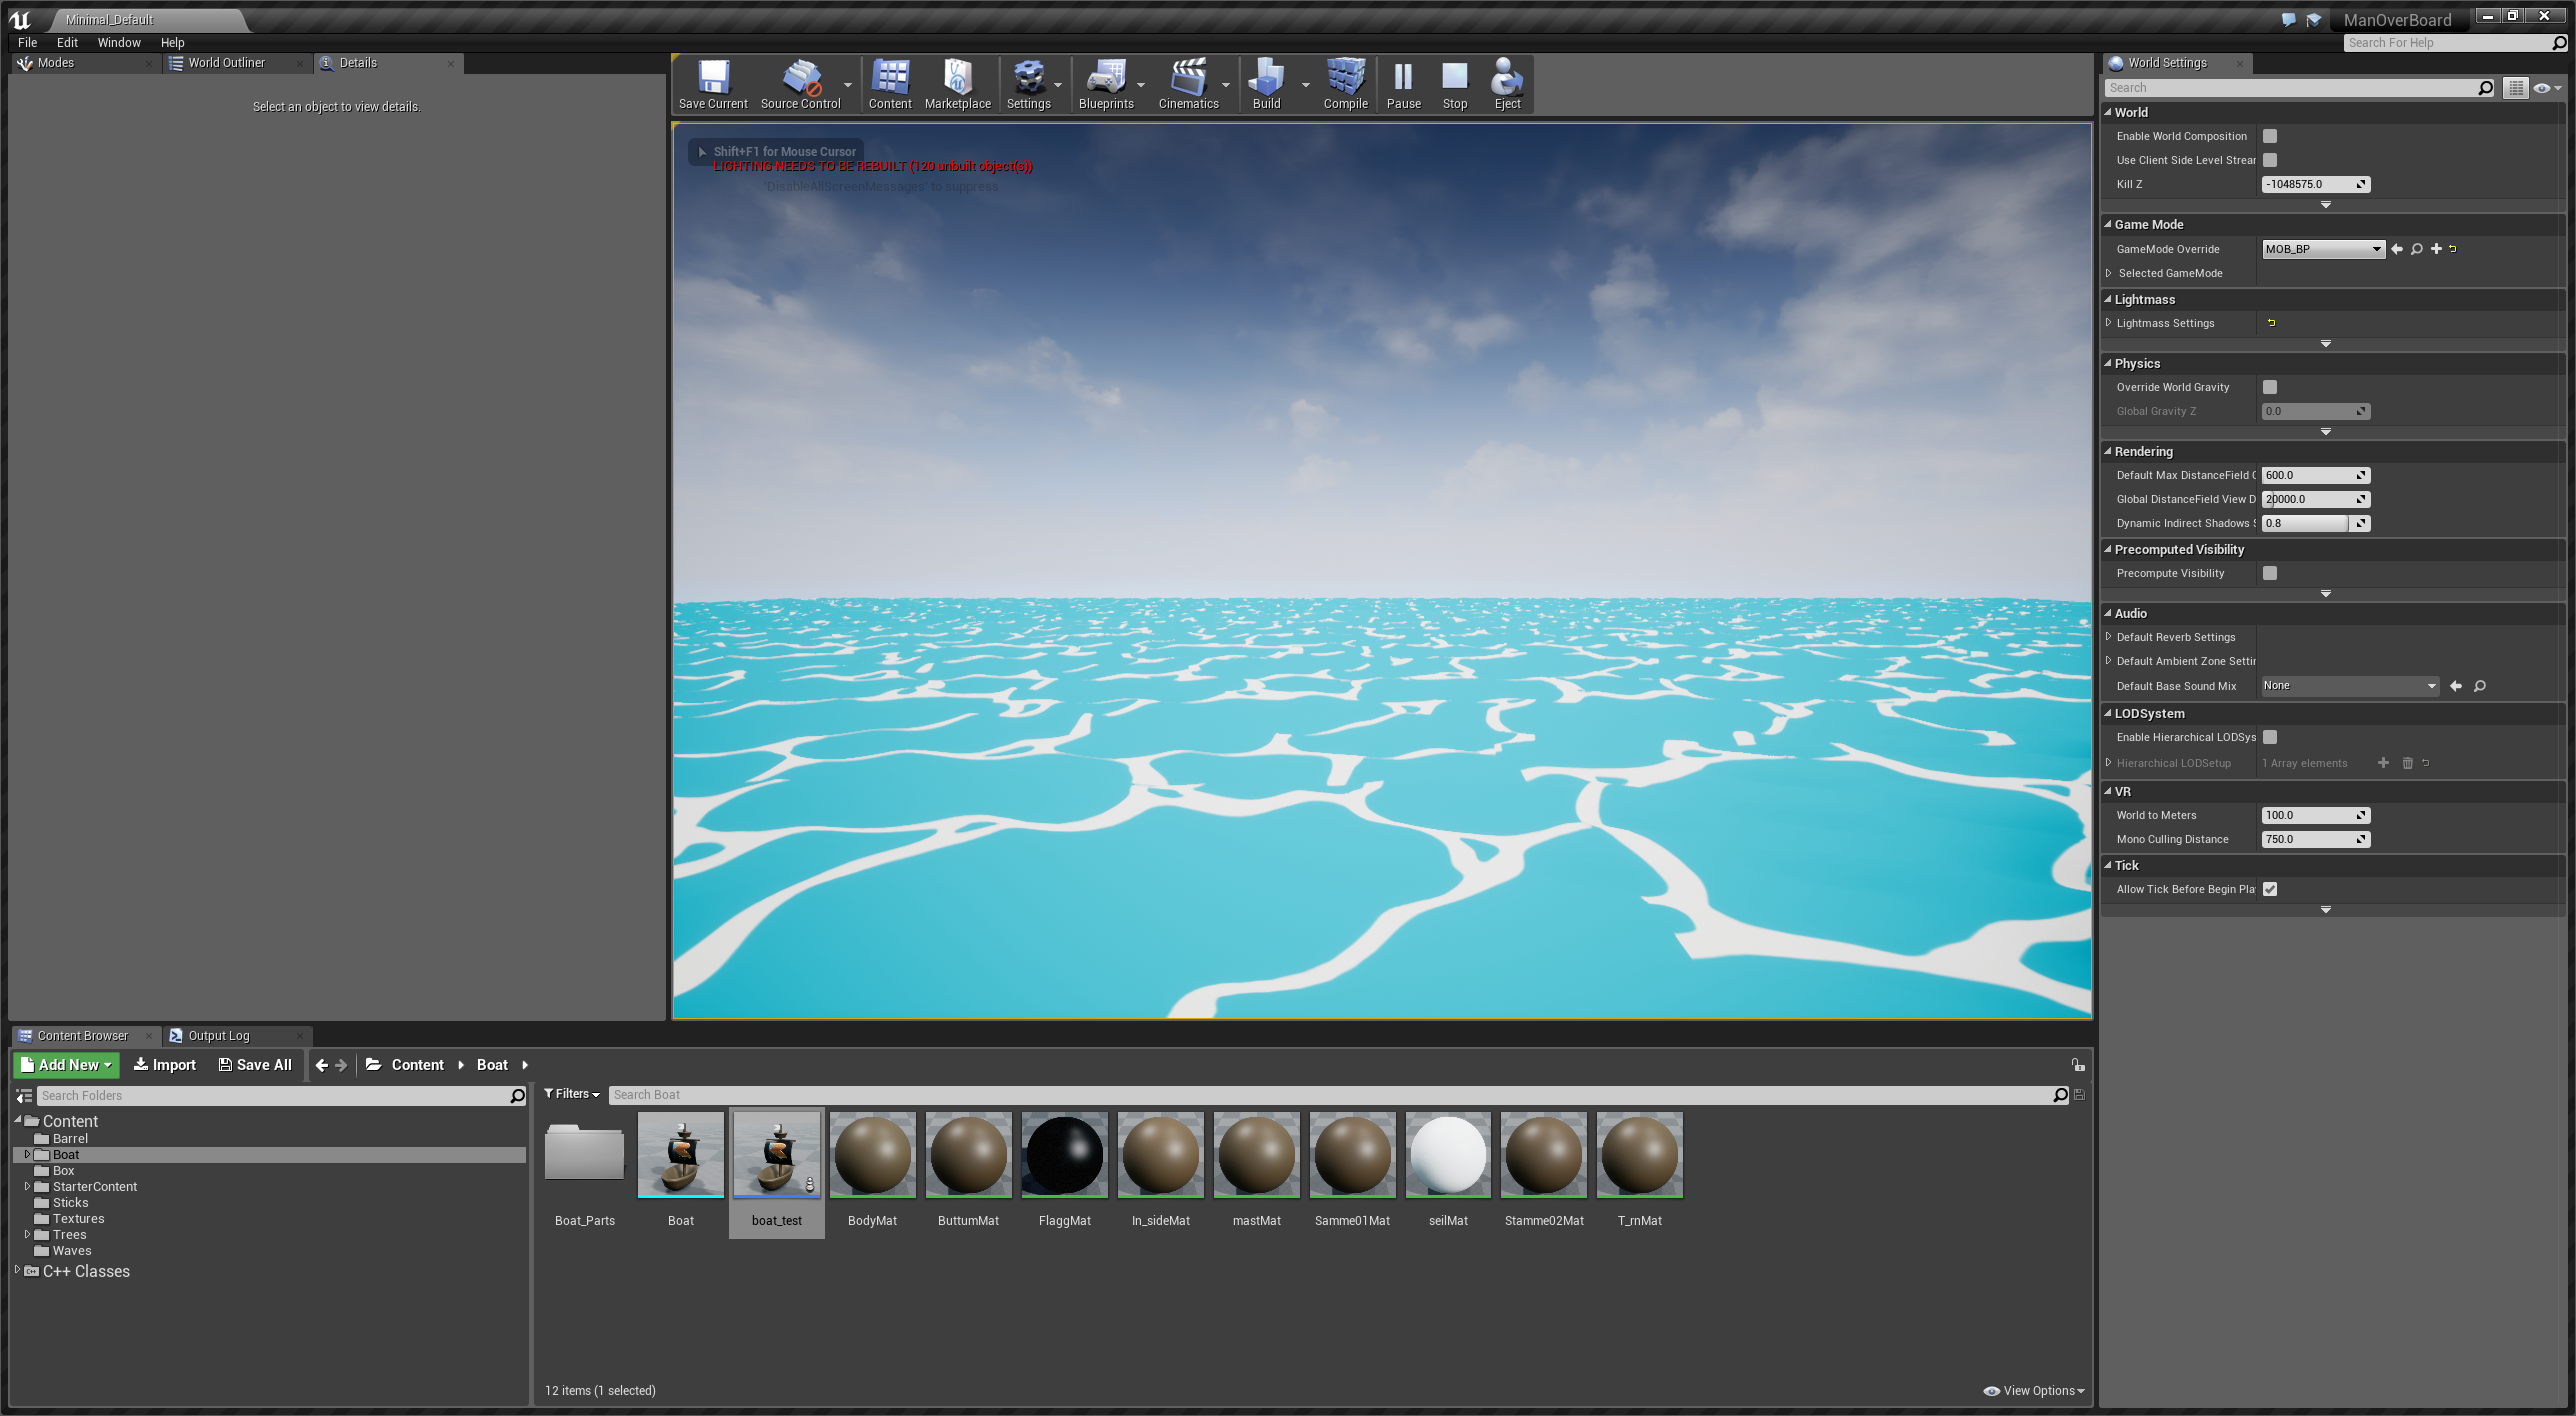 Minimal_Default
ManOverBoard
File Edit Window Help
Search For Help
Modes
World Outliner
Details
Select an object to view details.
Save Current
Source Control
Content
Marketplace
Settings
Blueprints
Cinematics
Build
Compile
Pause
Stop
Eject
Shift+F1 for Mouse Cursor
LIGHTING NEEDS TO BE REBUILT (120 unbuilt object(s))
'DisableAllScreenMessages' to suppress
World Settings
Search
World
Enable World Composition
Use Client Side Level Strear
Kill Z -1048575.0
Game Mode
GameMode Override MOB_BP
Selected GameMode
Lightmass
Lightmass Settings
Physics
Override World Gravity
Global Gravity Z 0.0
Rendering
Default Max DistanceField 600.0
Global DistanceField View D 20000.0
Dynamic Indirect Shadows 0.8
Precomputed Visibility
Precompute Visibility
Audio
Default Reverb Settings
Default Ambient Zone Settin
Default Base Sound Mix None
LODSystem
Enable Hierarchical LODSys
Hierarchical LODSetup 1 Array elements
VR
World to Meters 100.0
Mono Culling Distance 750.0
Tick
Allow Tick Before Begin Pla
Content Browser
Output Log
Add New Import Save All Content Boat
Search Folders
Content
Barrel
Boat
Box
StarterContent
Sticks
Textures
Trees
Waves
C++ Classes
Filters Search Boat
Boat_Parts
Boat
boat_test
BodyMat
ButtumMat
FlaggMat
In_sideMat
mastMat
Samme01Mat
seilMat
Stamme02Mat
T_rnMat
12 items (1 selected)
View Options